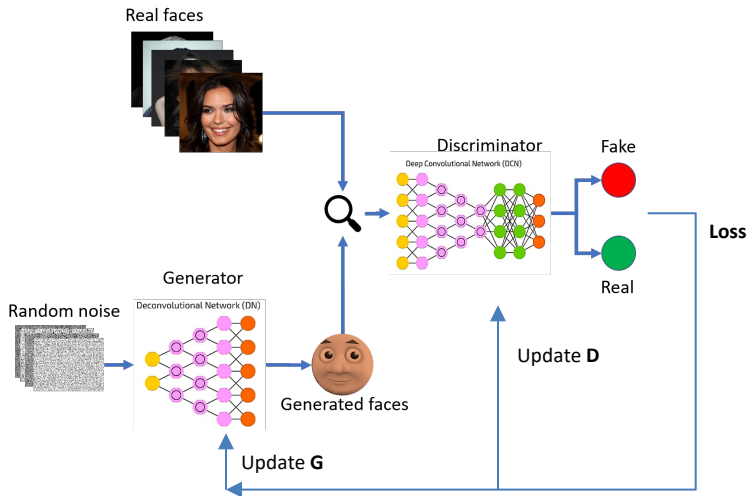 Real faces
Discriminator
Deep Convolutional Network (DCN)
Fake
Loss
Real
Generator
Deconvolutional Network (DN)
Random noise
Generated faces
Update D
Update G